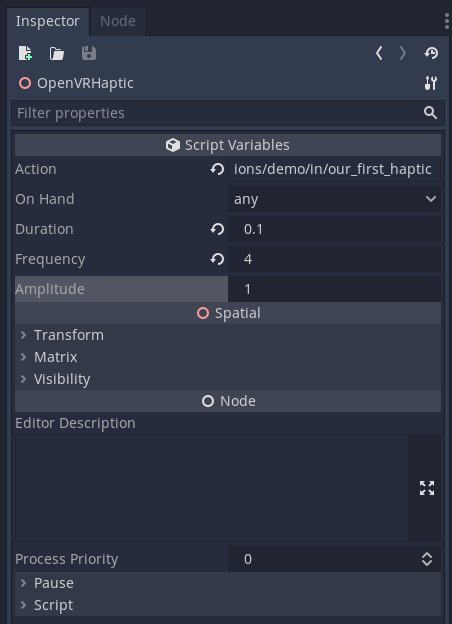 Inspector Node
OpenVRHaptic
Filter properties
Script Variables
Action ions/demo/in/our_first_haptic
On Hand any
Duration 0.1
Frequency 4
Amplitude 1
Spatial
Transform
Matrix
Visibility
Node
Editor Description
Process Priority 0
Pause
Script